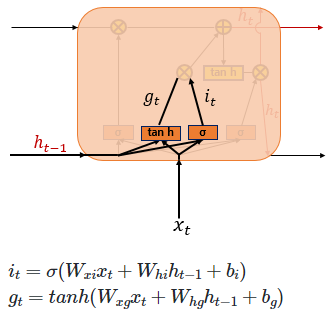 h_t
tan h
h_t
g_t
i_t
h_{t-1}
σ
tan h
σ
σ
x_t
i_t = σ(W_{xi}x_t + W_{hi}h_{t-1} + b_i)
g_t = tanh(W_{xg}x_t + W_{hg}h_{t-1} + b_g)